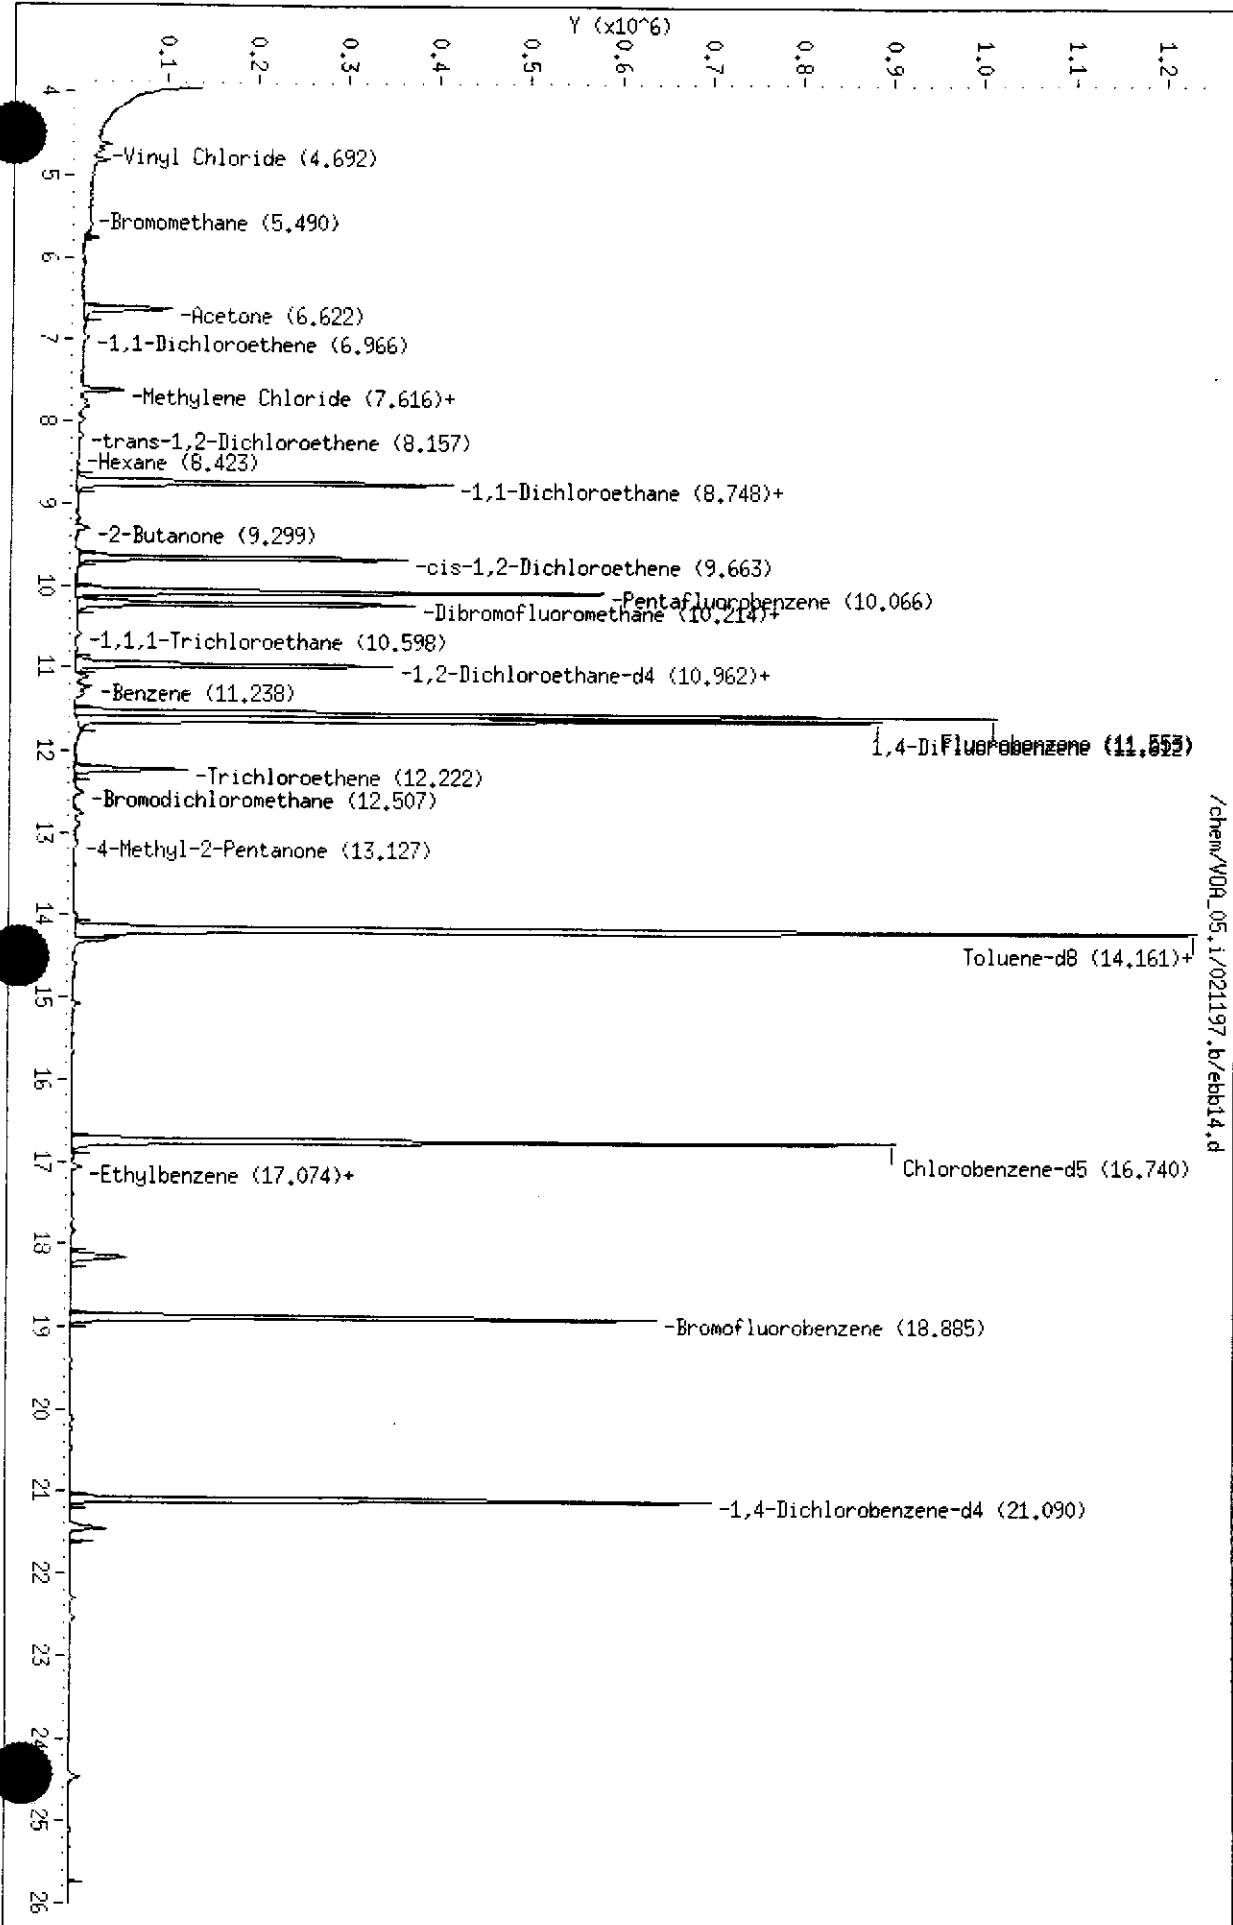 Y (x10^6)
0.1
0.2
0.3
0.4
0.5
0.6
0.7
0.8
0.9
1.0
1.1
1.2
4
-Vinyl Chloride (4.692)
5
-Bromomethane (5.490)
6
-Acetone (6.622)
7
-1,1-Dichloroethene (6.966)
-Methylene Chloride (7.616)+
8
-trans-1,2-Dichloroethene (8.157)
-Hexane (8.423)
-1,1-Dichloroethane (8.748)+
9
-2-Butanone (9.299)
-cis-1,2-Dichloroethene (9.663)
10
-Pentafluorobenzene (10.066)
-Dibromofluoromethane (10.214)+
-1,1,1-Trichloroethane (10.598)
11
-1,2-Dichloroethane-d4 (10.962)+
-Benzene (11.238)
12
1,4-Difluorobenzene
Fluorobenzene
-Trichloroethene (12.222)
-Bromodichloromethane (12.507)
13
-4-Methyl-2-Pentanone (13.127)
14
Toluene-d8 (14.161)+
15
16
17
Chlorobenzene-d5 (16.740)
-Ethylbenzene (17.074)+
18
19
-Bromofluorobenzene (18.885)
20
21
-1,4-Dichlorobenzene-d4 (21.090)
22
23
24
25
26
/chem/VOA_05.i/021197.b/ebb14.d